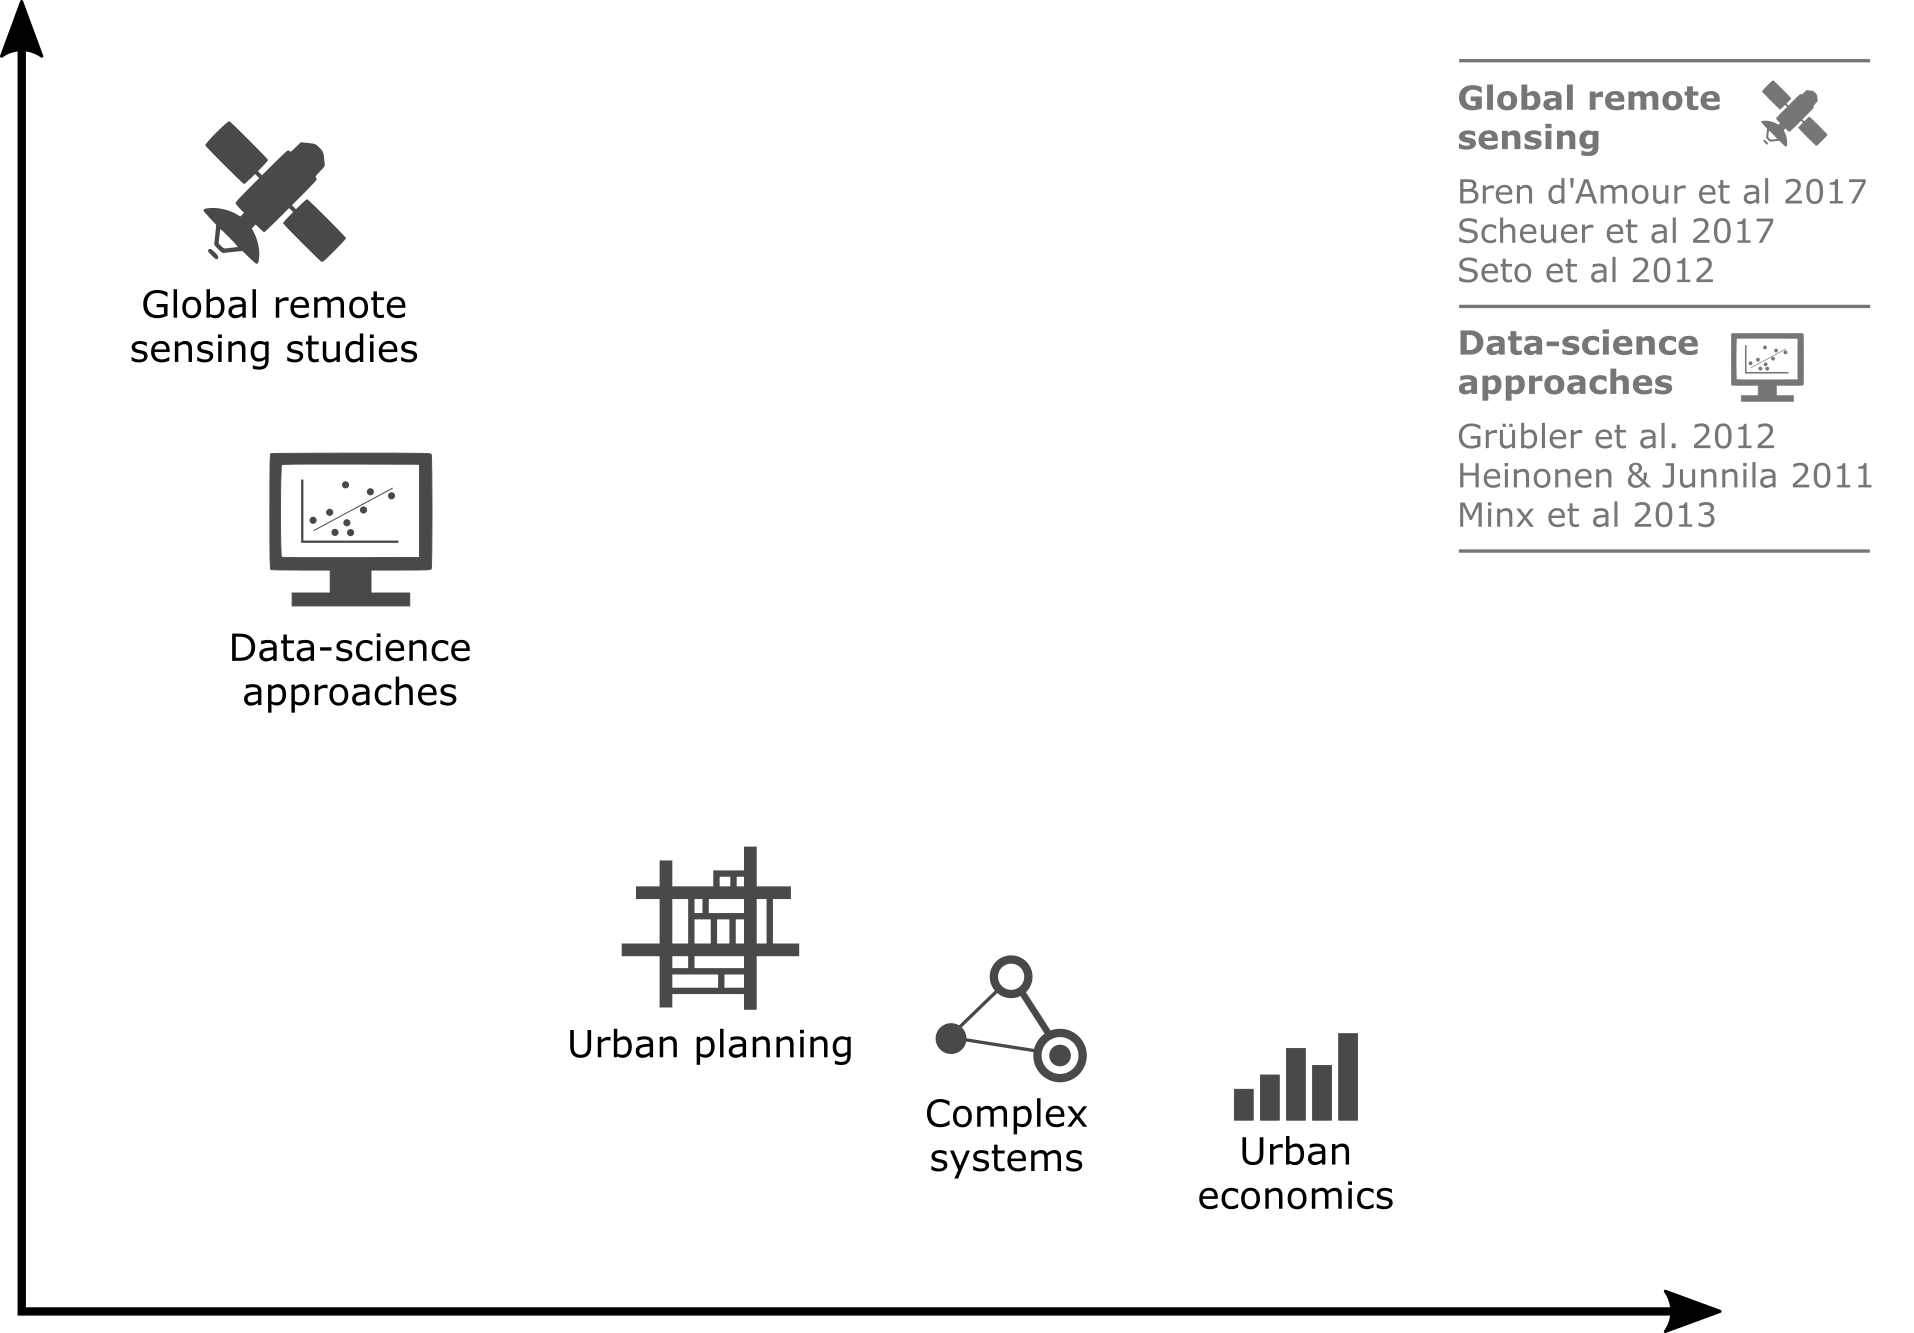 Global remote
sensing studies
Data-science
approaches
Urban planning
Complex
systems
Urban
economics
Global remote
sensing
Bren d'Amour et al 2017
Scheuer et al 2017
Seto et al 2012
Data-science
approaches
Grübler et al. 2012
Heinonen & Junnila 2011
Minx et al 2013